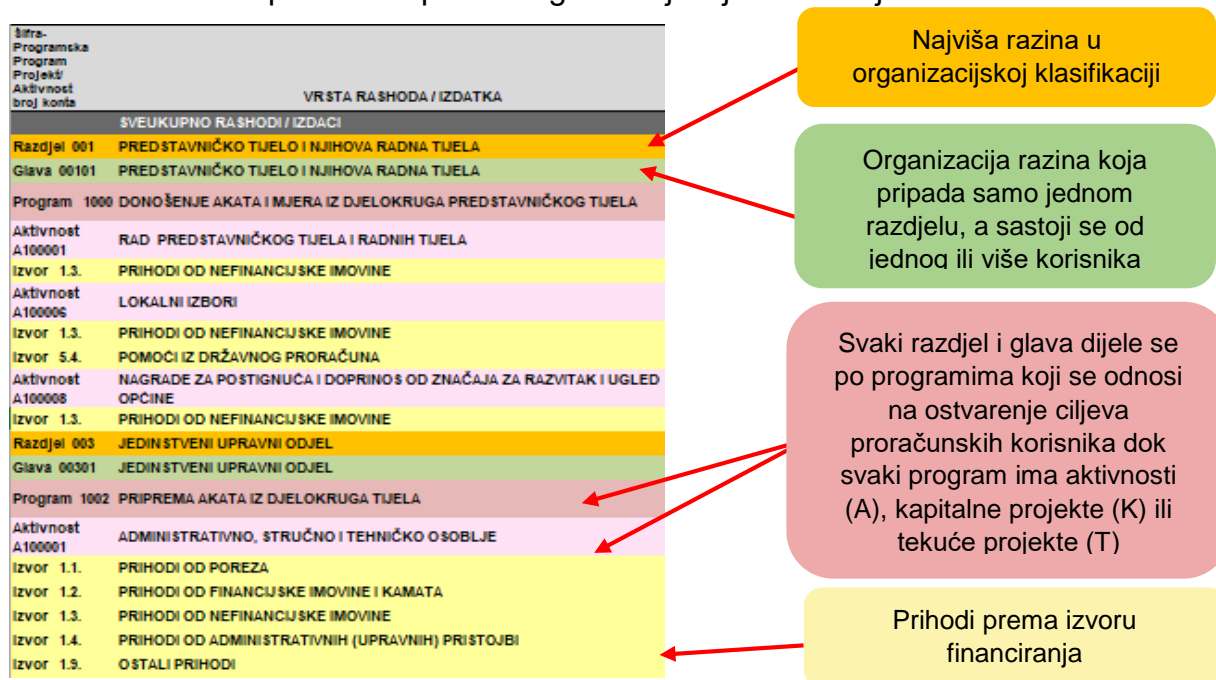 Šifra-
Programska
Program
Projekt/
Aktivnost
broj konta
VRSTA RASHODA / IZDATKA
SVEUKUPNO RASHODI / IZDACI
Razdjel 001 PREDSTAVNIČKO TIJELO I NJIHOVA RADNA TIJELA
Glava 00101 PREDSTAVNIČKO TIJELO I NJIHOVA RADNA TIJELA
Program 1000 DONOŠENJE AKATA I MJERA IZ DJELOKRUGA PREDSTAVNIČKOG TIJELA
Aktivnost
A100001 RAD PREDSTAVNIČKOG TIJELA I RADNIH TIJELA
Izvor 1.3. PRIHODI OD NEFINANCIJSKE IMOVINE
Aktivnost
A100006 LOKALNI IZBORI
Izvor 1.3. PRIHODI OD NEFINANCIJSKE IMOVINE
Izvor 5.4. POMOĆI IZ DRŽAVNOG PRORAČUNA
Aktivnost NAGRADE ZA POSTIGNUĆA I DOPRINOS OD ZNAČAJA ZA RAZVITAK I UGLED
A100008 OPĆINE
Izvor 1.3. PRIHODI OD NEFINANCIJSKE IMOVINE
Razdjel 003 JEDINSTVENI UPRAVNI ODJEL
Glava 00301 JEDINSTVENI UPRAVNI ODJEL
Program 1002 PRIPREMA AKATA IZ DJELOKRUGA TIJELA
Aktivnost
A100001 ADMINISTRATIVNO, STRUČNO I TEHNIČKO OSOBLJE
Izvor 1.1. PRIHODI OD POREZA
Izvor 1.2. PRIHODI OD FINANCIJSKE IMOVINE I KAMATA
Izvor 1.3. PRIHODI OD NEFINANCIJSKE IMOVINE
Izvor 1.4. PRIHODI OD ADMINISTRATIVNIH (UPRAVNIH) PRISTOJBI
Izvor 1.9. OSTALI PRIHODI
Najviša razina u
organizacijskoj klasifikaciji
Organizacija razina koja
pripada samo jednom
razdjelu, a sastoji se od
jednog ili više korisnika
Svaki razdjel i glava dijele se
po programima koji se odnosi
na ostvarenje ciljeva
proračunskih korisnika dok
svaki program ima aktivnosti
(A), kapitalne projekte (K) ili
tekuće projekte (T)
Prihodi prema izvoru
financiranja